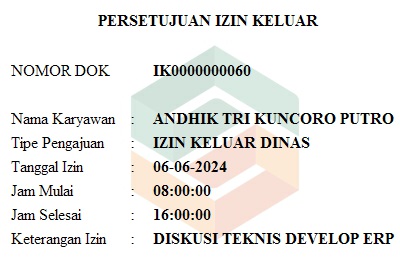 PERSETUJUAN IZIN KELUAR
NOMOR DOK IK0000000060
Nama Karyawan : ANDHIK TRI KUNCORO PUTRO
Tipe Pengajuan : IZIN KELUAR DINAS
Tanggal Izin : 06-06-2024
Jam Mulai : 08:00:00
Jam Selesai : 16:00:00
Keterangan Izin : DISKUSI TEKNIS DEVELOP ERP